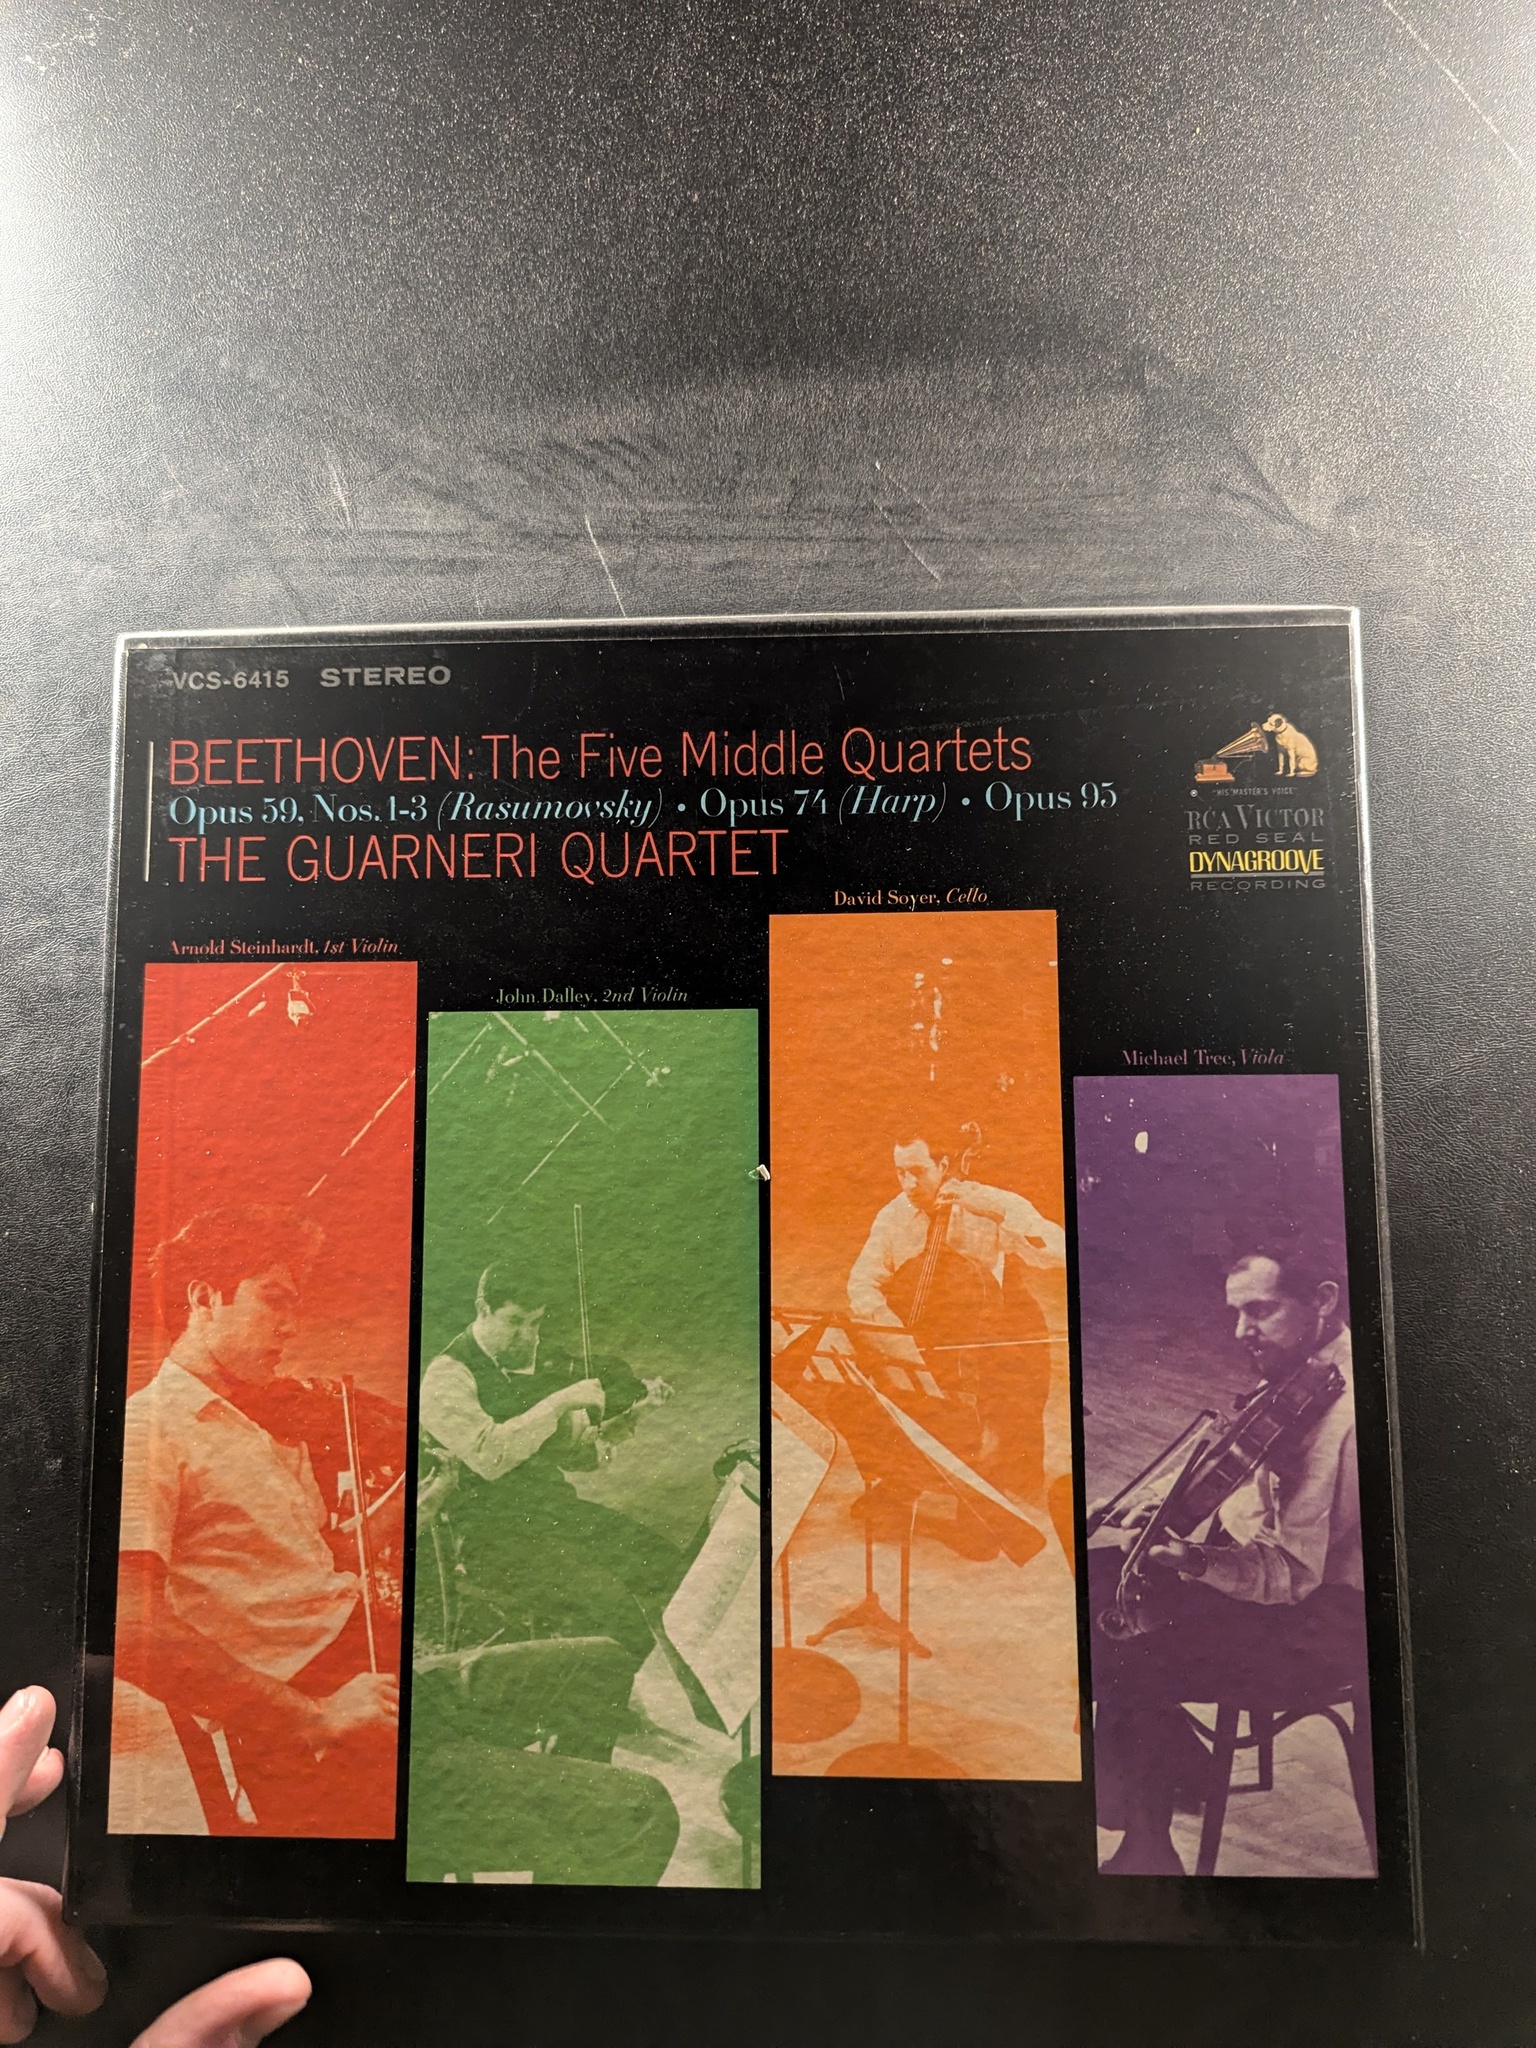 VCS-6415 STEREO
BEETHOVEN: The Five Middle Quartets
Opus 59, Nos. 1-3 (Rasumovsky) • Opus 74 (Harp) • Opus 95
THE GUARNERI QUARTET
"HIS MASTER'S VOICE"
RCA VICTOR
RED SEAL
DYNAGROOVE
RECORDING
Arnold Steinhardt, 1st Violin
John Dalley, 2nd Violin
David Soyer, Cello
Michael Tree, Viola